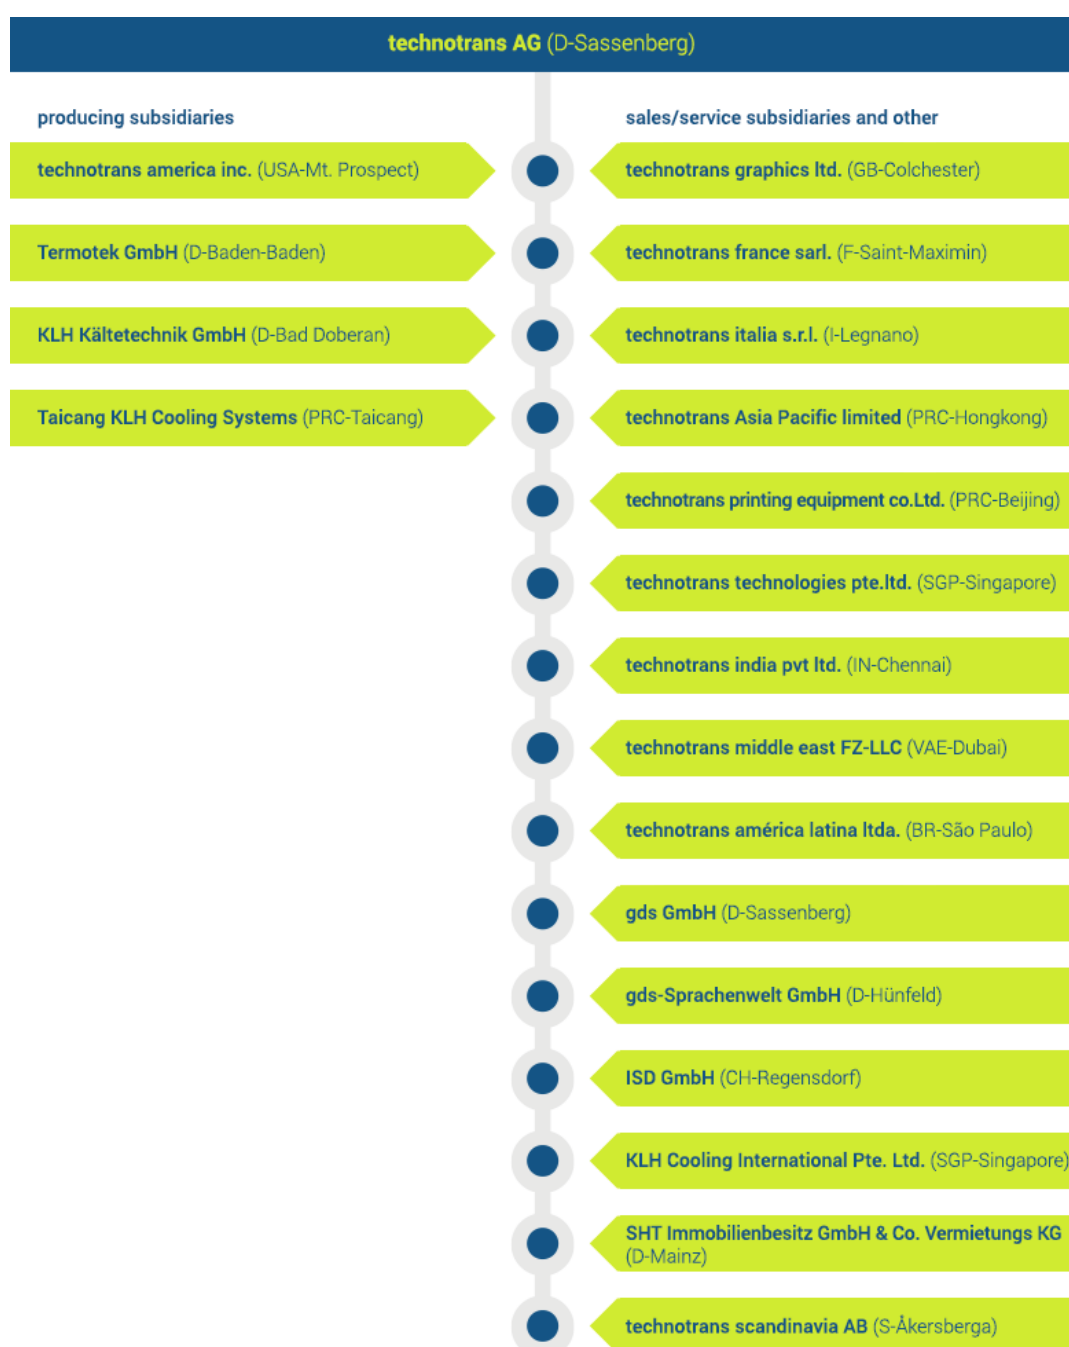 technotrans AG (D-Sassenberg)
producing subsidiaries
technotrans america inc. (USA-Mt. Prospect)
Termotek GmbH (D-Baden-Baden)
KLH Kältetechnik GmbH (D-Bad Doberan)
Taicang KLH Cooling Systems (PRC-Taicang)
sales/service subsidiaries and other
technotrans graphics ltd. (GB-Colchester)
technotrans france sarl. (F-Saint-Maximin)
technotrans italia s.r.l. (I-Legnano)
technotrans Asia Pacific limited (PRC-Hongkong)
technotrans printing equipment co.Ltd. (PRC-Beijing)
technotrans technologies pte.ltd. (SGP-Singapore)
technotrans india pvt ltd. (IN-Chennai)
technotrans middle east FZ-LLC (VAE-Dubai)
technotrans américa latina ltda. (BR-São Paulo)
gds GmbH (D-Sassenberg)
gds-Sprachenwelt GmbH (D-Hünfeld)
ISD GmbH (CH-Regensdorf)
KLH Cooling International Pte. Ltd. (SGP-Singapore)
SHT Immobilienbesitz GmbH & Co. Vermietungs KG
(D-Mainz)
technotrans scandinavia AB (S-Åkersberga)